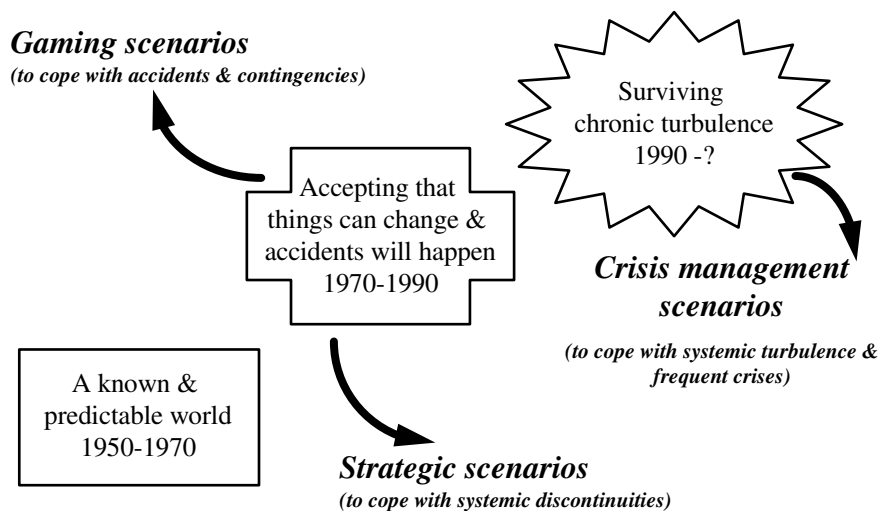 Gaming scenarios
(to cope with accidents & contingencies)
Surviving
chronic turbulence
1990 -?
Accepting that
things can change &
accidents will happen
1970-1990
Crisis management
scenarios
(to cope with systemic turbulence &
frequent crises)
A known &
predictable world
1950-1970
Strategic scenarios
(to cope with systemic discontinuities)